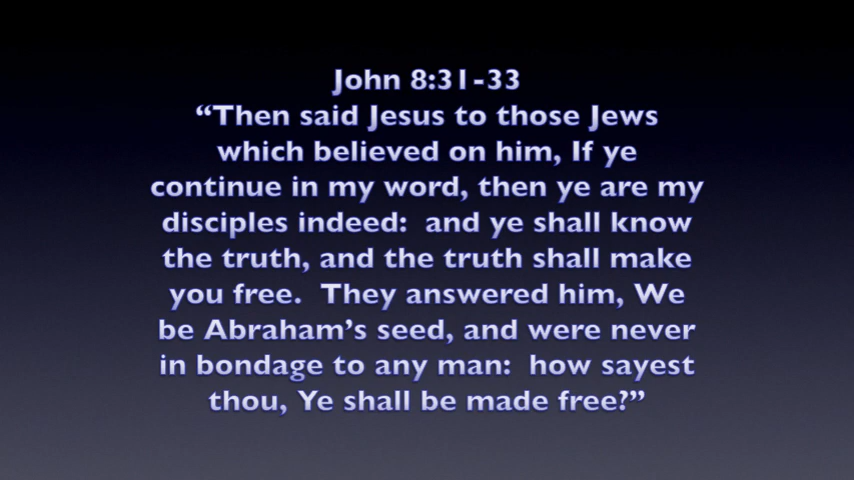 John 8:31-33
“Then said Jesus to those Jews
which believed on him, If ye
continue in my word, then ye are my
disciples indeed:  and ye shall know
the truth, and the truth shall make
you free.  They answered him, We
be Abraham’s seed, and were never
in bondage to any man:  how sayest
thou, Ye shall be made free?”